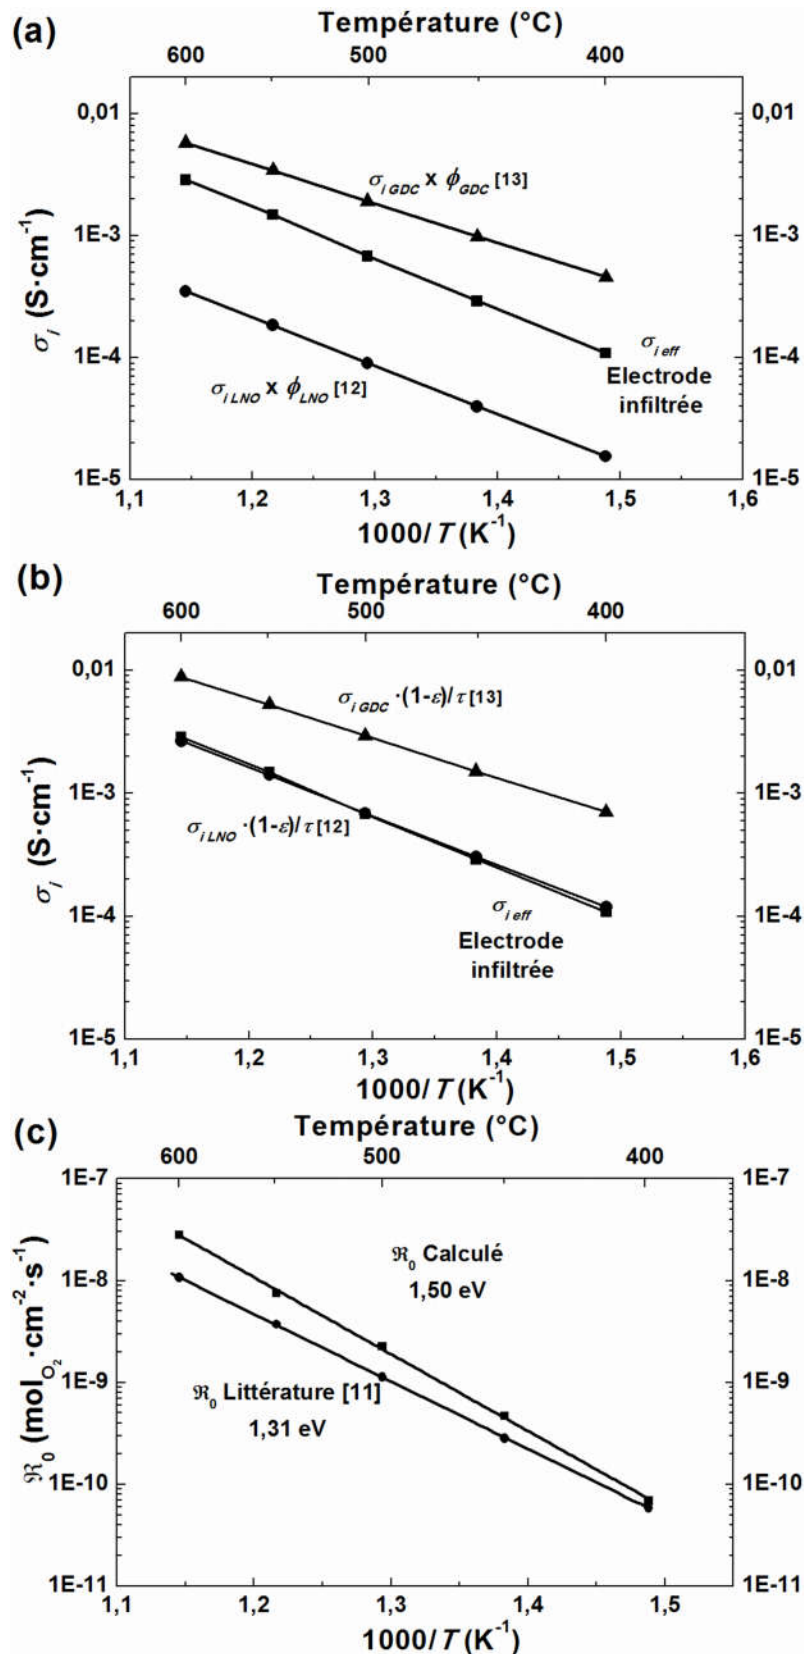 (a)
Température (°C)
600 500 400
0,01 0,01
σi GDC x ϕGDC [13]
1E-3 1E-3
σi (S·cm-1)
σi eff
1E-4 1E-4
Electrode
infiltrée
σi LNO x ϕLNO [12]
1E-5 1E-5
1,1 1,2 1,3 1,4 1,5 1,6
1000/T (K-1)
(b)
Température (°C)
600 500 400
0,01 0,01
σi GDC ·(1-ε)/τ [13]
1E-3 1E-3
σi (S·cm-1)
σi LNO ·(1-ε)/τ [12]
1E-4 1E-4
σi eff
Electrode
infiltrée
1E-5 1E-5
1,1 1,2 1,3 1,4 1,5 1,6
1000/T (K-1)
(c)
Température (°C)
600 500 400
1E-7 1E-7
ℜ0 Calculé
1,50 eV
1E-8 1E-8
ℜ0 (molO2·cm-2·s-1)
1E-9 1E-9
ℜ0 Littérature [11]
1,31 eV
1E-10 1E-10
1E-11 1E-11
1,1 1,2 1,3 1,4 1,5
1000/T (K-1)